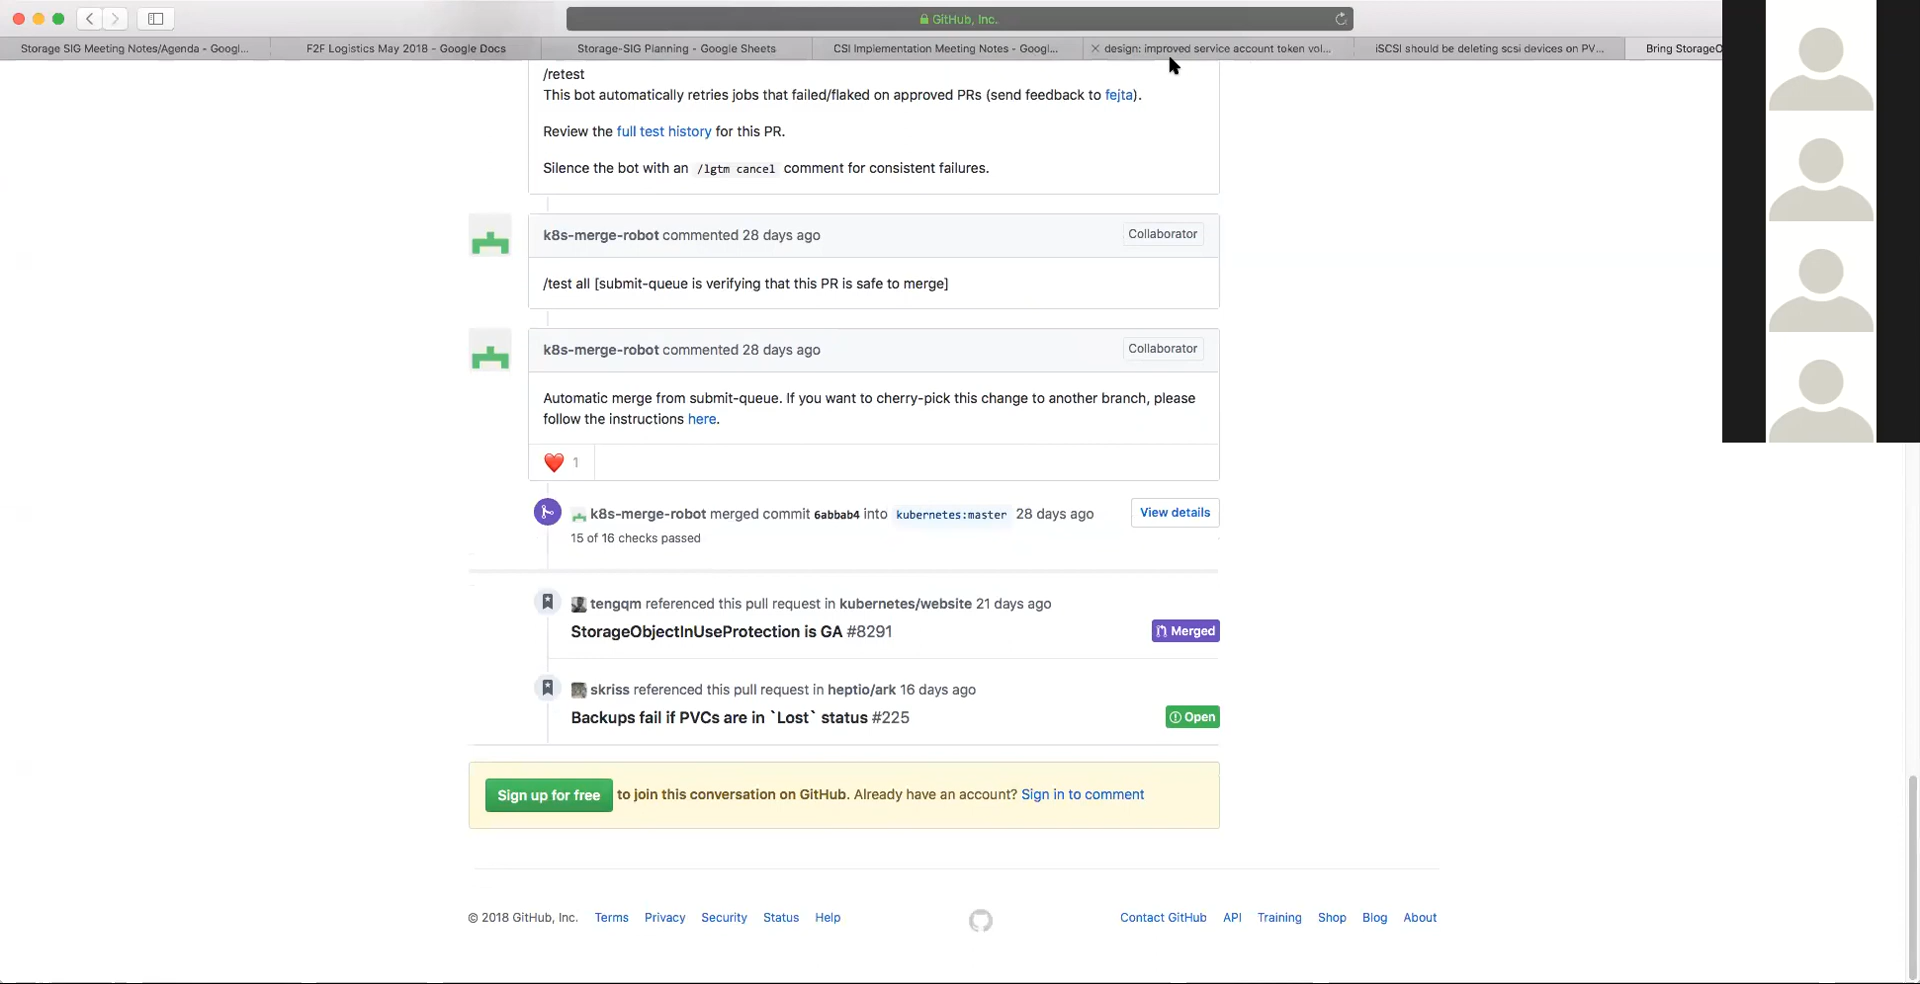 GitHub, Inc.
Storage SIG Meeting Notes/Agenda - Googl...
F2F Logistics May 2018 - Google Docs
Storage-SIG Planning - Google Sheets
CSI Implementation Meeting Notes - Googl...
design: improved service account token vol...
iSCSI should be deleting scsi devices on PV...
Bring StorageO
/retest
This bot automatically retries jobs that failed/flaked on approved PRs (send feedback to fejta).
Review the full test history for this PR.
Silence the bot with an /lgtm cancel comment for consistent failures.
k8s-merge-robot commented 28 days ago
Collaborator
/test all [submit-queue is verifying that this PR is safe to merge]
k8s-merge-robot commented 28 days ago
Collaborator
Automatic merge from submit-queue. If you want to cherry-pick this change to another branch, please
follow the instructions here.
1
k8s-merge-robot merged commit 6abbab4 into kubernetes:master 28 days ago
View details
15 of 16 checks passed
tengqm referenced this pull request in kubernetes/website 21 days ago
StorageObjectInUseProtection is GA #8291
Merged
skriss referenced this pull request in heptio/ark 16 days ago
Backups fail if PVCs are in `Lost` status #225
Open
Sign up for free to join this conversation on GitHub. Already have an account? Sign in to comment
© 2018 GitHub, Inc. Terms Privacy Security Status Help
Contact GitHub API Training Shop Blog About